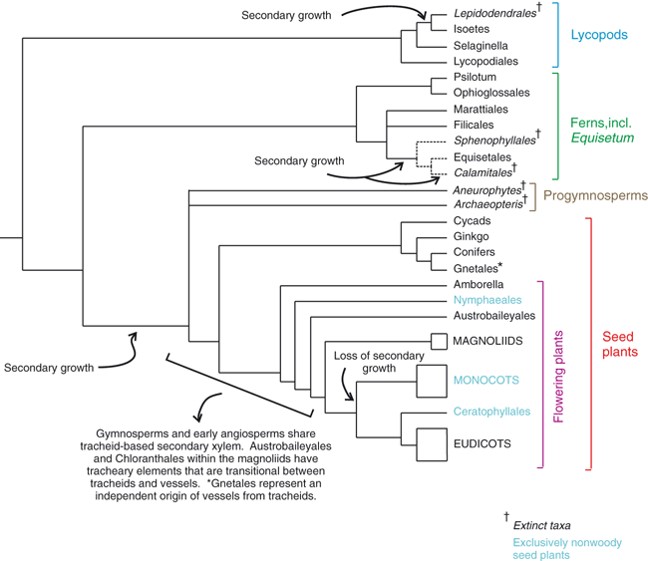 Secondary growth
Lepidodendrales†
Isoetes
Selaginella
Lycopodiales
Lycopods
Psilotum
Ophioglossales
Marattiales
Filicales
Sphenophyllales†
Equisetales
Calamitales†
Ferns,incl.
Equisetum
Secondary growth
Aneurophytes†
Archaeopteris†
Progymnosperms
Cycads
Ginkgo
Conifers
Gnetales*
Amborella
Nymphaeales
Austrobaileyales
MAGNOLIIDS
MONOCOTS
Ceratophyllales
EUDICOTS
Flowering plants
Seed
plants
Loss of secondary
growth
Secondary growth
Gymnosperms and early angiosperms share
tracheid-based secondary xylem. Austrobaileyales
and Chloranthales within the magnoliids have
tracheary elements that are transitional between
tracheids and vessels. *Gnetales represent an
independent origin of vessels from tracheids.
† Extinct taxa
Exclusively nonwoody
seed plants